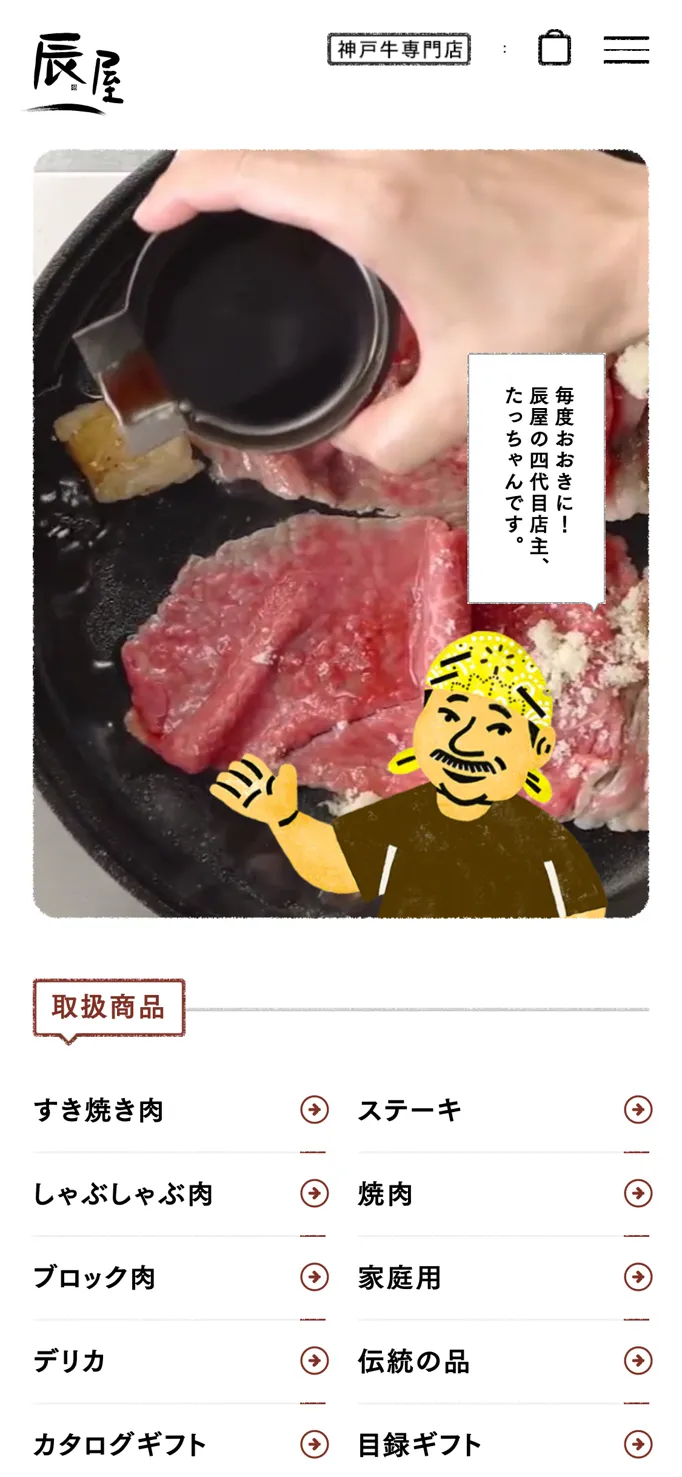 辰屋
神戸牛専門店
毎度おおきに！
辰屋の四代目店主、
たっちゃんです。
取扱商品
すき焼き肉
ステーキ
しゃぶしゃぶ肉
焼肉
ブロック肉
家庭用
デリカ
伝統の品
カタログギフト
目録ギフト